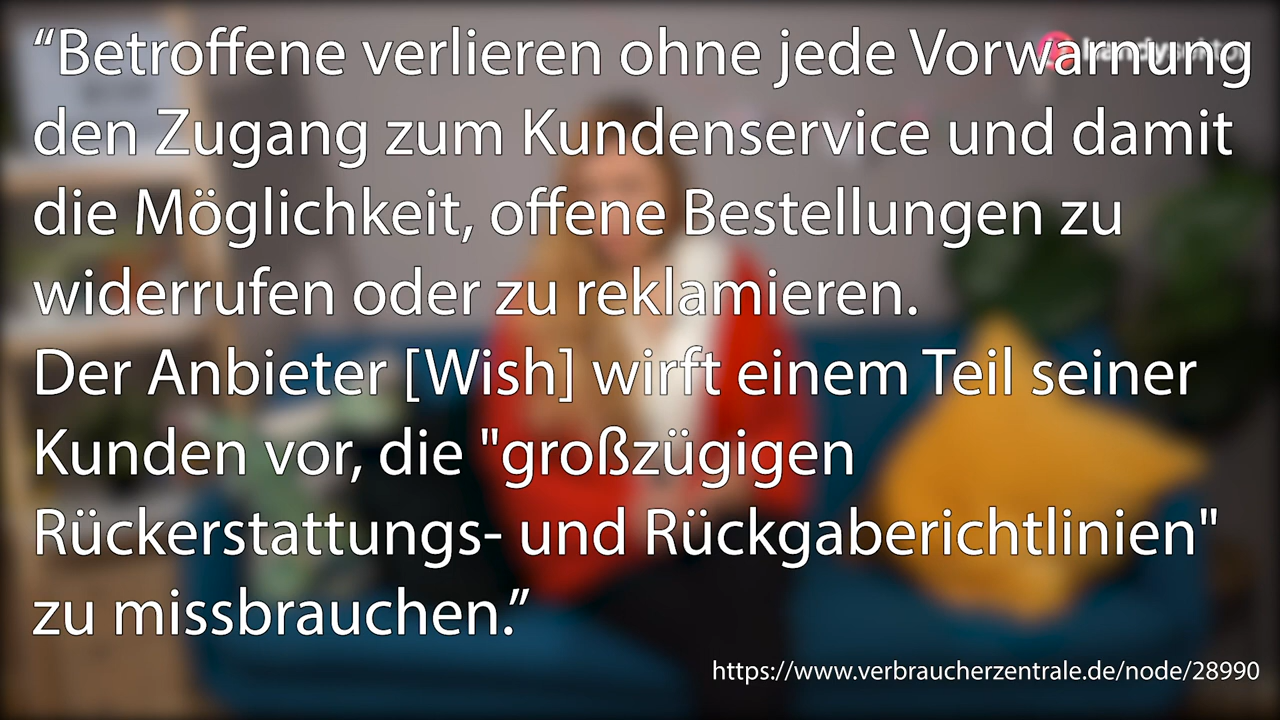 “Betroffene verlieren ohne jede Vorwarnung
den Zugang zum Kundenservice und damit
die Möglichkeit, offene Bestellungen zu
widerrufen oder zu reklamieren.
Der Anbieter [Wish] wirft einem Teil seiner
Kunden vor, die "großzügigen
Rückerstattungs- und Rückgaberichtlinien"
zu missbrauchen.”
https://www.verbraucherzentrale.de/node/28990